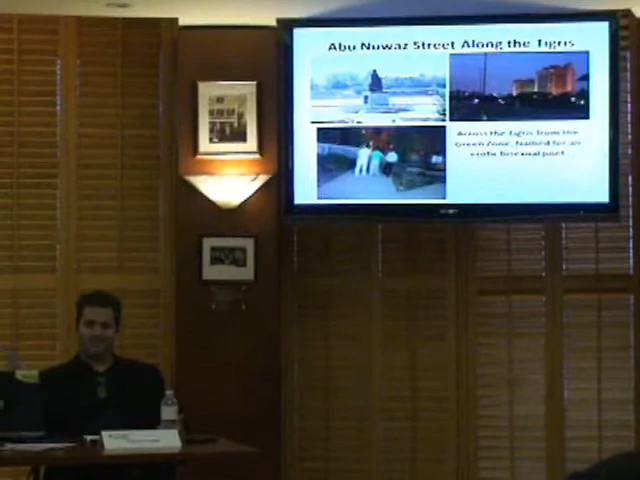 Abu Nuwaz Street Along the Tigris
Across the Tigris from the
Green Zone, Named for an
erotic bisexual poet